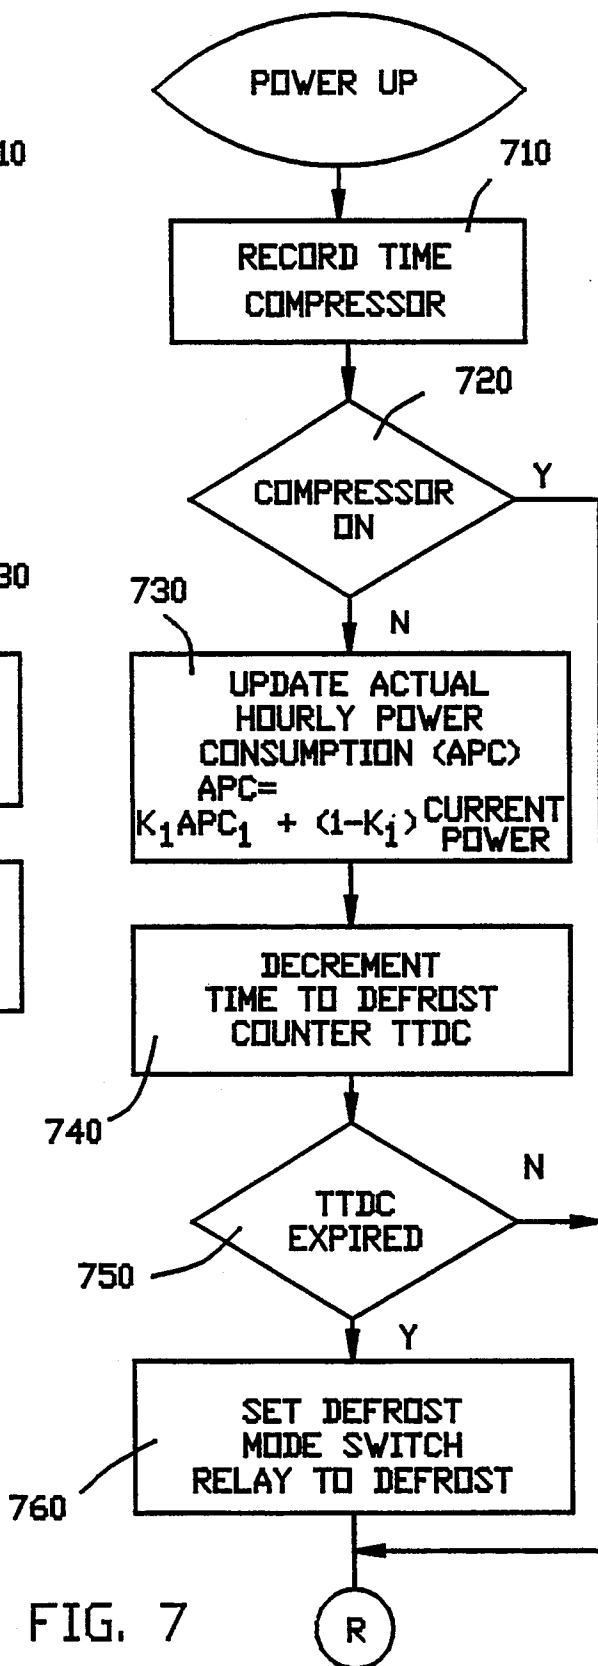 POWER UP
10
710
RECORD TIME
COMPRESSOR
720
COMPRESSOR
ON
Y
30
730
N
UPDATE ACTUAL
HOURLY POWER
CONSUMPTION (APC)
APC=
K1APC1 + (1-Ki) CURRENT
POWER
DECREMENT
TIME TO DEFROST
COUNTER TTDC
740
N
TTDC
EXPIRED
750
Y
SET DEFROST
MODE SWITCH
RELAY TO DEFROST
760
FIG. 7
R